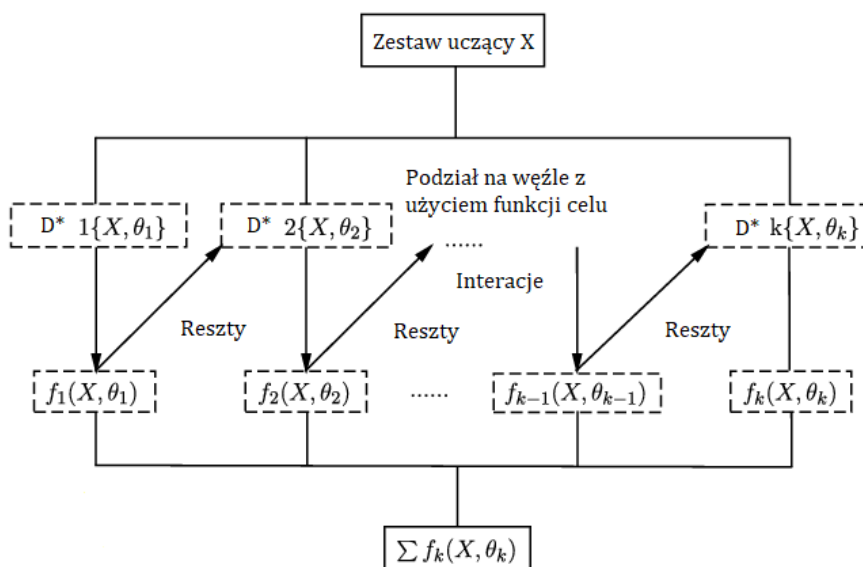 Zestaw uczący X
Podział na węźle z
użyciem funkcji celu
D* 1{X, θ₁}
D* 2{X, θ₂}
......
D* k{X, θₖ}
Interacje
Reszty
Reszty
Reszty
f₁(X, θ₁)
f₂(X, θ₂)
......
fₖ₋₁(X, θₖ₋₁)
fₖ(X, θₖ)
∑ fₖ(X, θₖ)